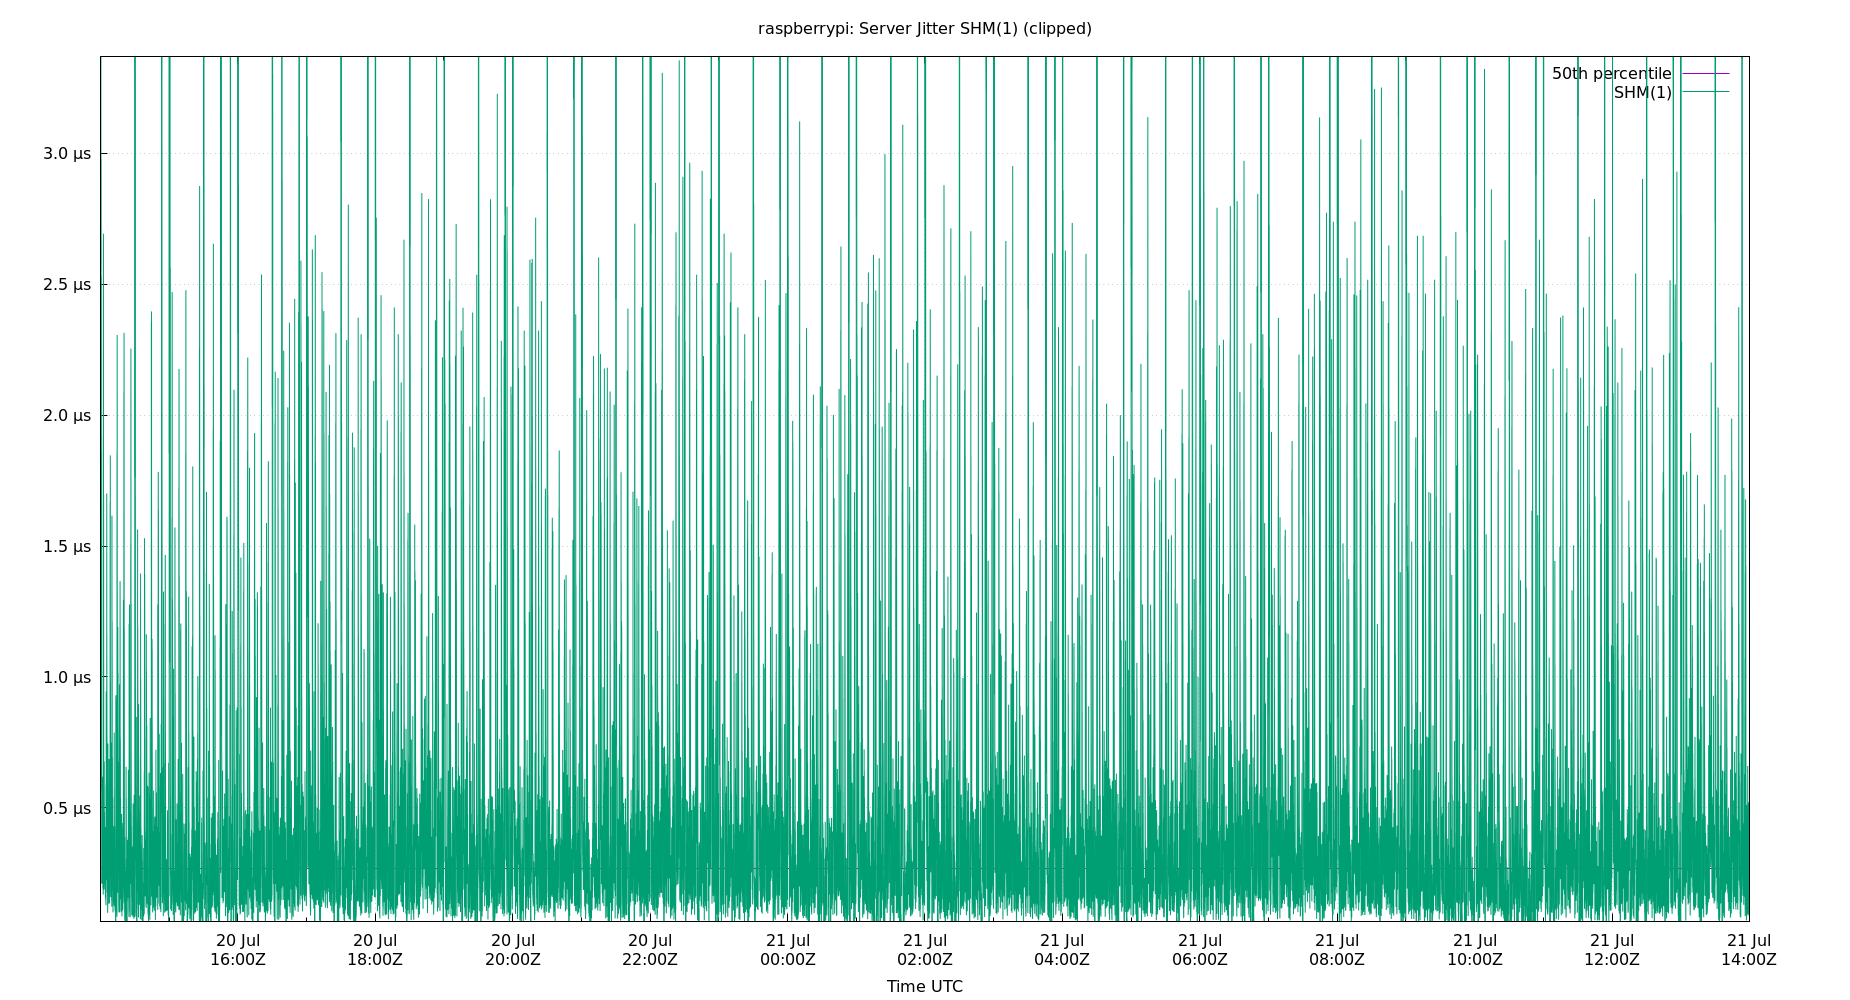 raspberrypi: Server Jitter SHM(1) (clipped)
50th percentile
SHM(1)
3.0 μs
2.5 μs
2.0 μs
1.5 μs
1.0 μs
0.5 μs
20 Jul 20 Jul 20 Jul 20 Jul 21 Jul 21 Jul 21 Jul 21 Jul 21 Jul 21 Jul 21 Jul 21 Jul
16:00Z 18:00Z 20:00Z 22:00Z 00:00Z 02:00Z 04:00Z 06:00Z 08:00Z 10:00Z 12:00Z 14:00Z
Time UTC